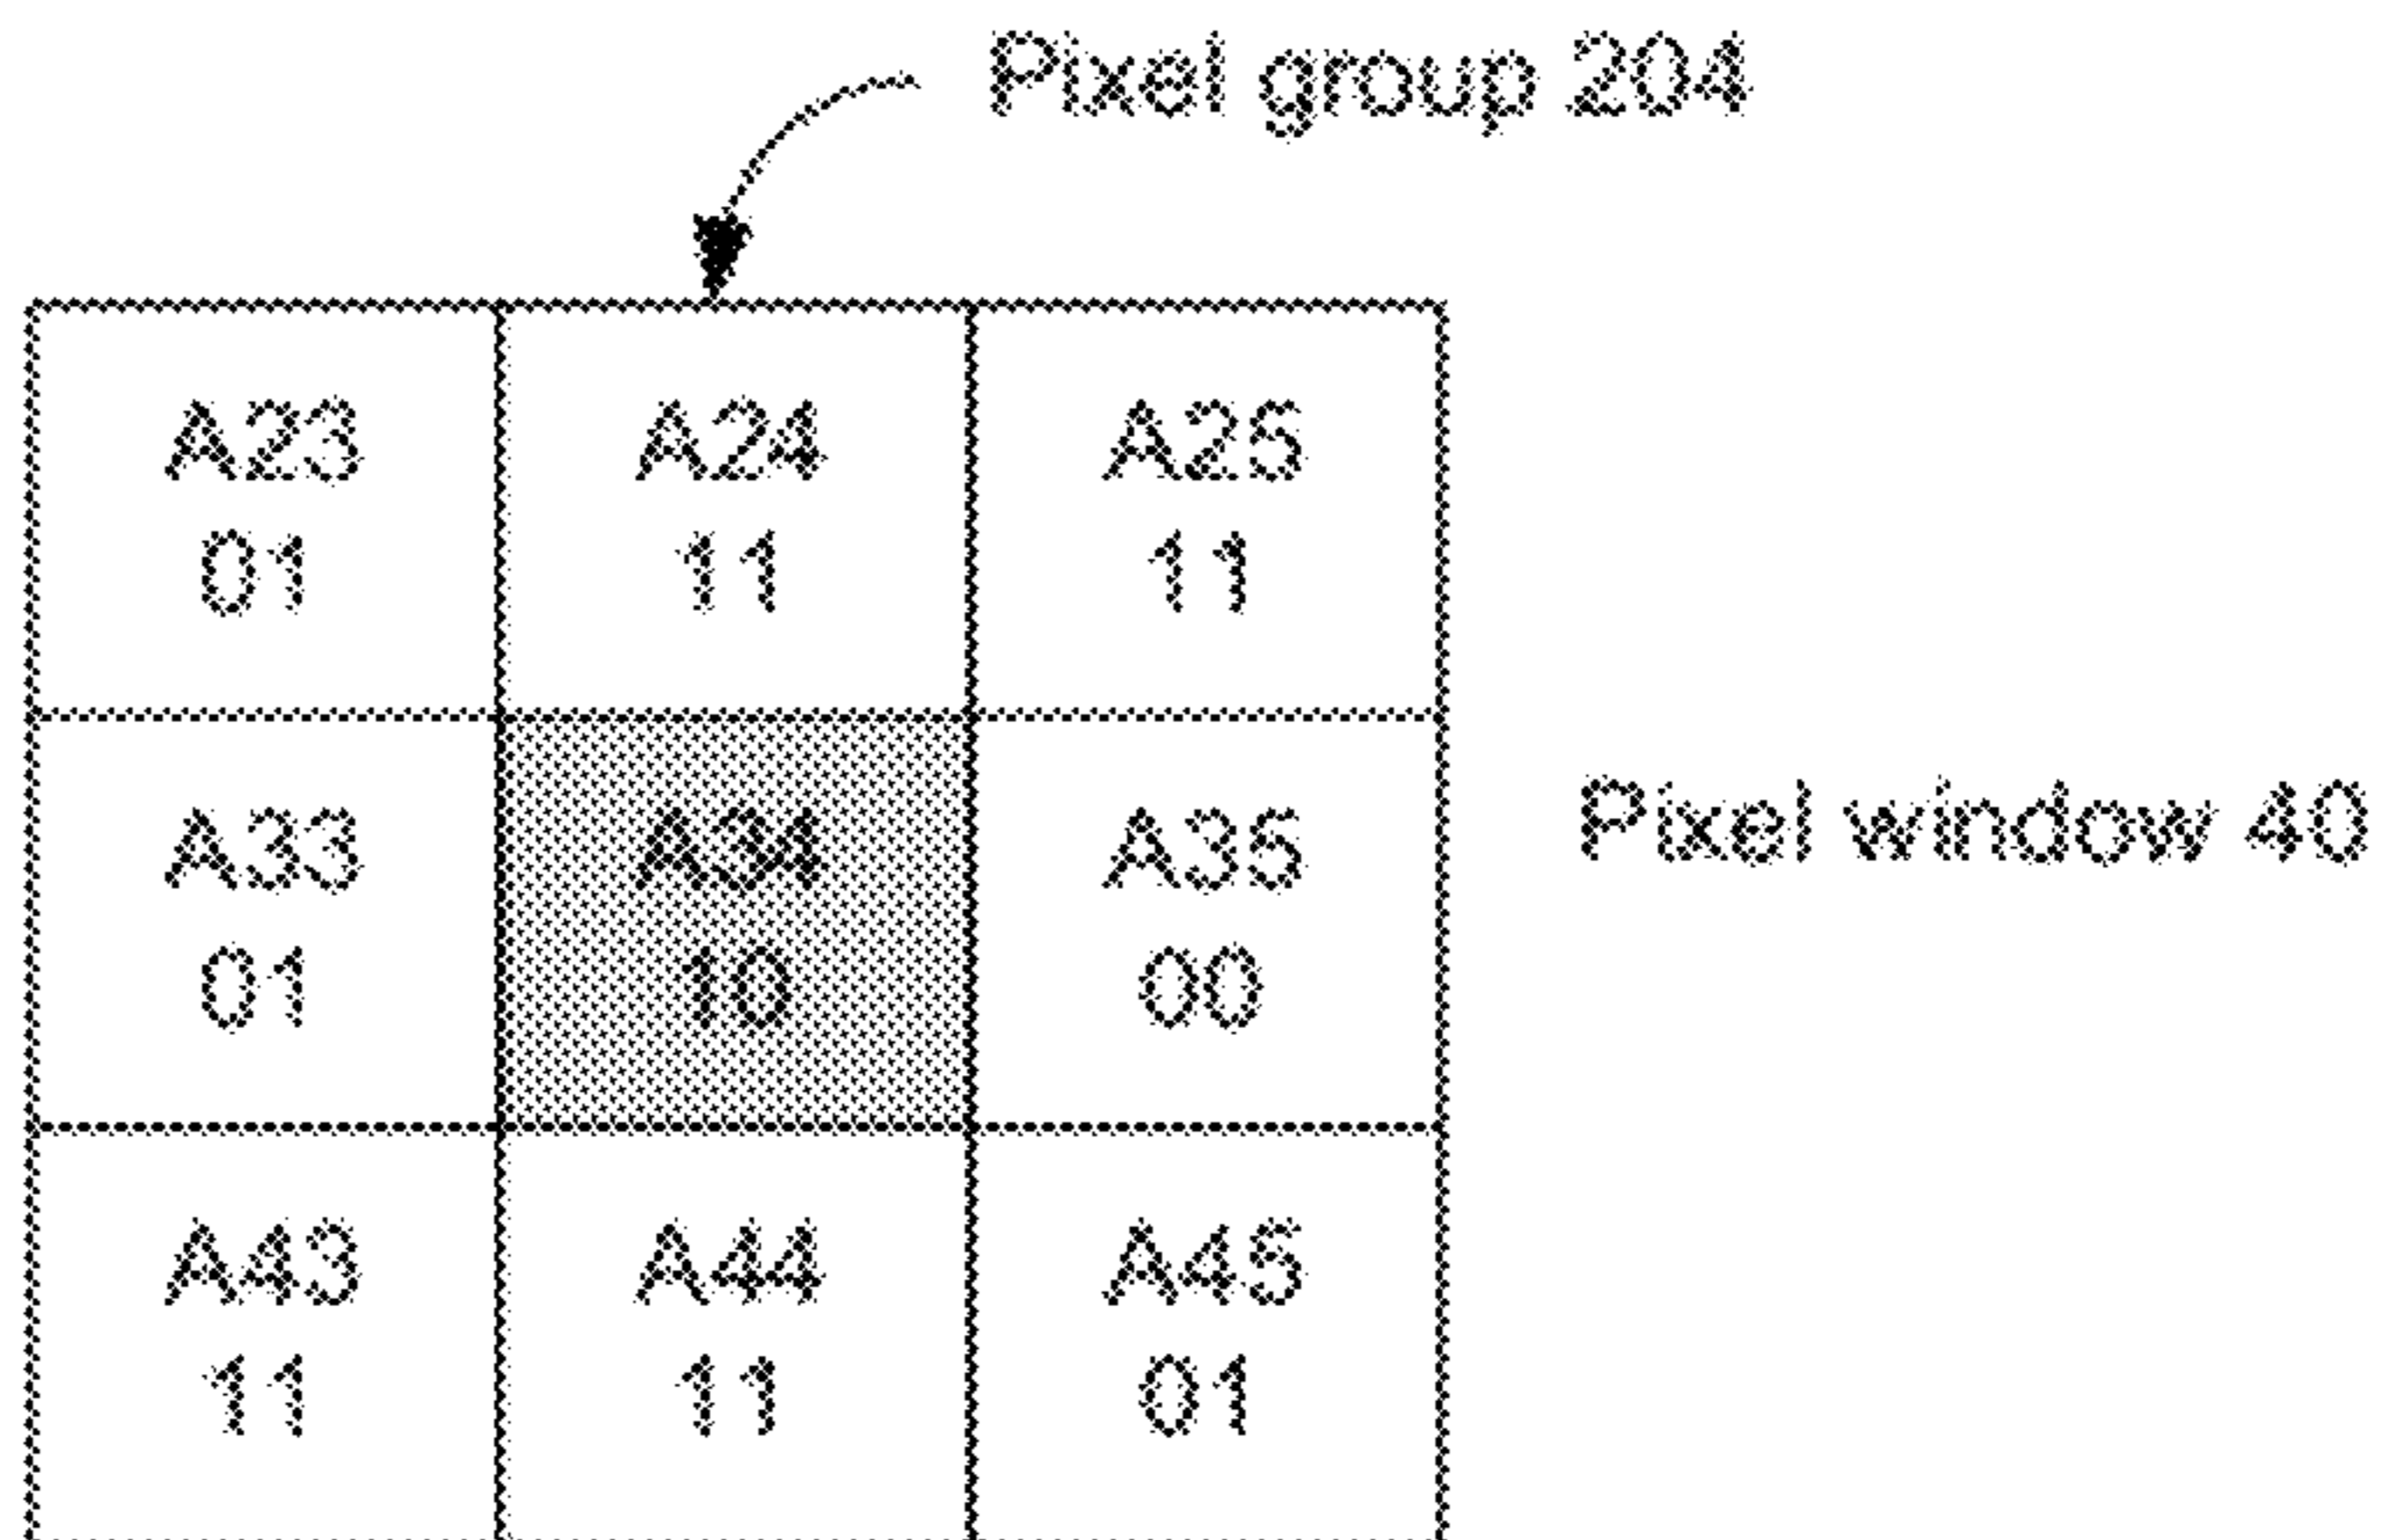 Pixel group 204
A23 A24 A25
01 11 11
A33 A34 A35
01 10 00
Pixel window 40
A43 A44 A45
11 11 01